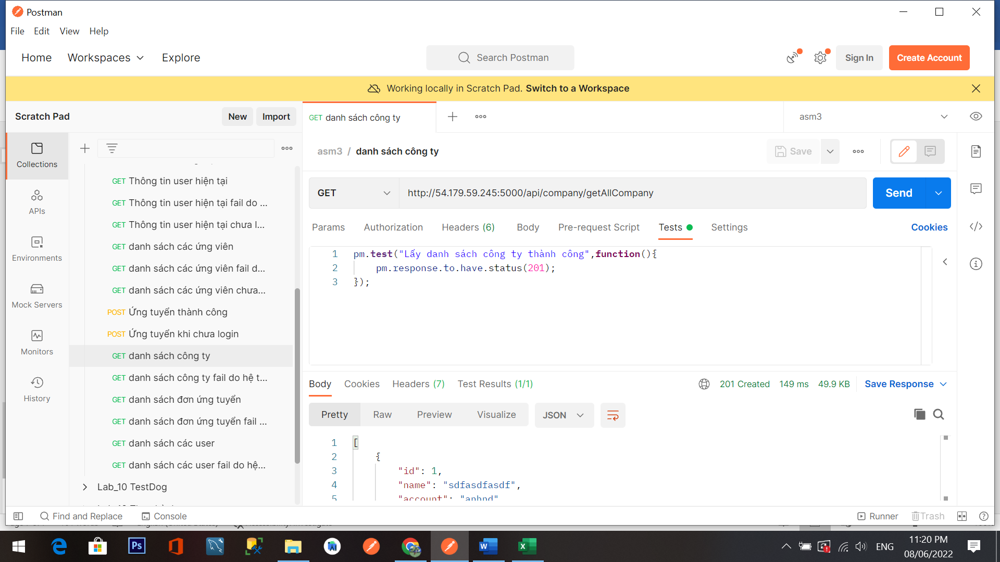 Postman
File Edit View Help
Home Workspaces Explore
Search Postman
Sign In
Create Account
Working locally in Scratch Pad. Switch to a Workspace
Scratch Pad
New
Import
GET danh sách công ty
asm3
Collections
APIs
Environments
Mock Servers
Monitors
History
GET Thông tin user hiện tại
GET Thông tin user hiện tại fail do ...
GET Thông tin user hiện tại chưa l...
GET danh sách các ứng viên
GET danh sách các ứng viên fail d...
GET danh sách các ứng viên chưa...
POST Ứng tuyển thành công
POST Ứng tuyển khi chưa login
GET danh sách công ty
GET danh sách công ty fail do hệ t...
GET danh sách đơn ứng tuyển
GET danh sách đơn ứng tuyển fail ...
GET danh sách các user
GET danh sách các user fail do hệ...
Lab_10 TestDog
asm3 / danh sách công ty
Save
GET
http://54.179.59.245:5000/api/company/getAllCompany
Send
Params Authorization Headers (6) Body Pre-request Script Tests Settings
Cookies
1 pm.test("Lấy danh sách công ty thành công",function(){
2 pm.response.to.have.status(201);
3 });
Body Cookies Headers (7) Test Results (1/1)
201 Created 149 ms 49.9 KB Save Response
Pretty Raw Preview Visualize JSON
1 [
2 {
3 "id": 1,
4 "name": "sdfasdfasdf",
5 "account": "anhnd"
Find and Replace Console
Runner Trash
Ps
ENG
11:20 PM
08/06/2022